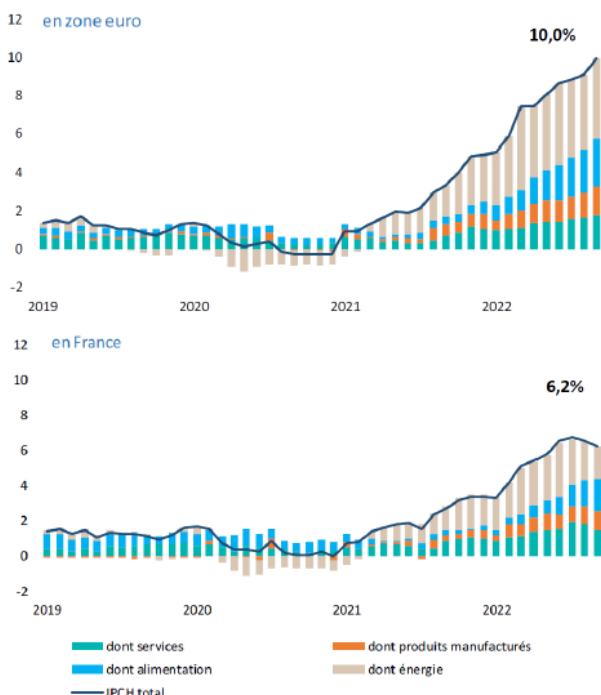 en zone euro
10,0%
12
10
8
6
4
2
0
-2
2019 2020 2021 2022
en France
6,2%
12
10
8
6
4
2
0
-2
2019 2020 2021 2022
dont services dont produits manufacturés
dont alimentation dont énergie
IPCH total